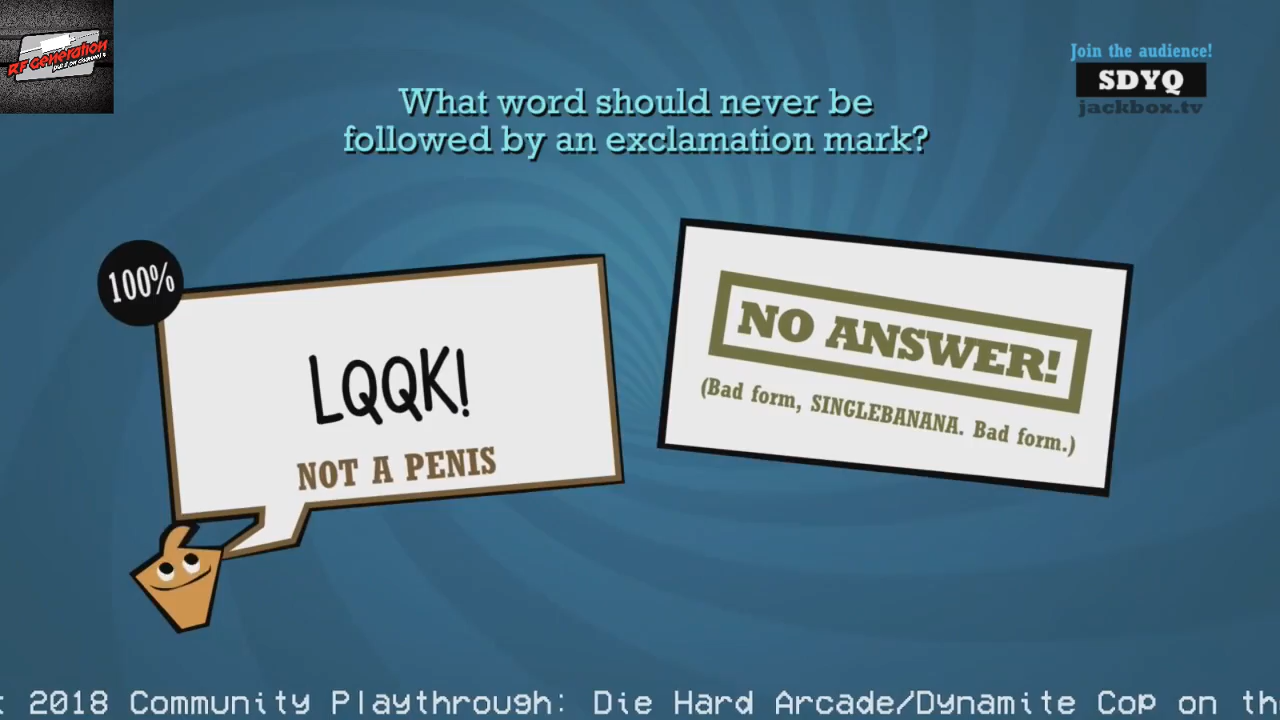 RF Generation
Join the audience!
SDYQ
jackbox.tv
What word should never be
followed by an exclamation mark?
100%
LQQK!
NOT A PENIS
NO ANSWER!
(Bad form, SINGLEBANANA. Bad form.)
2018 Community Playthrough: Die Hard Arcade/Dynamite Cop on th